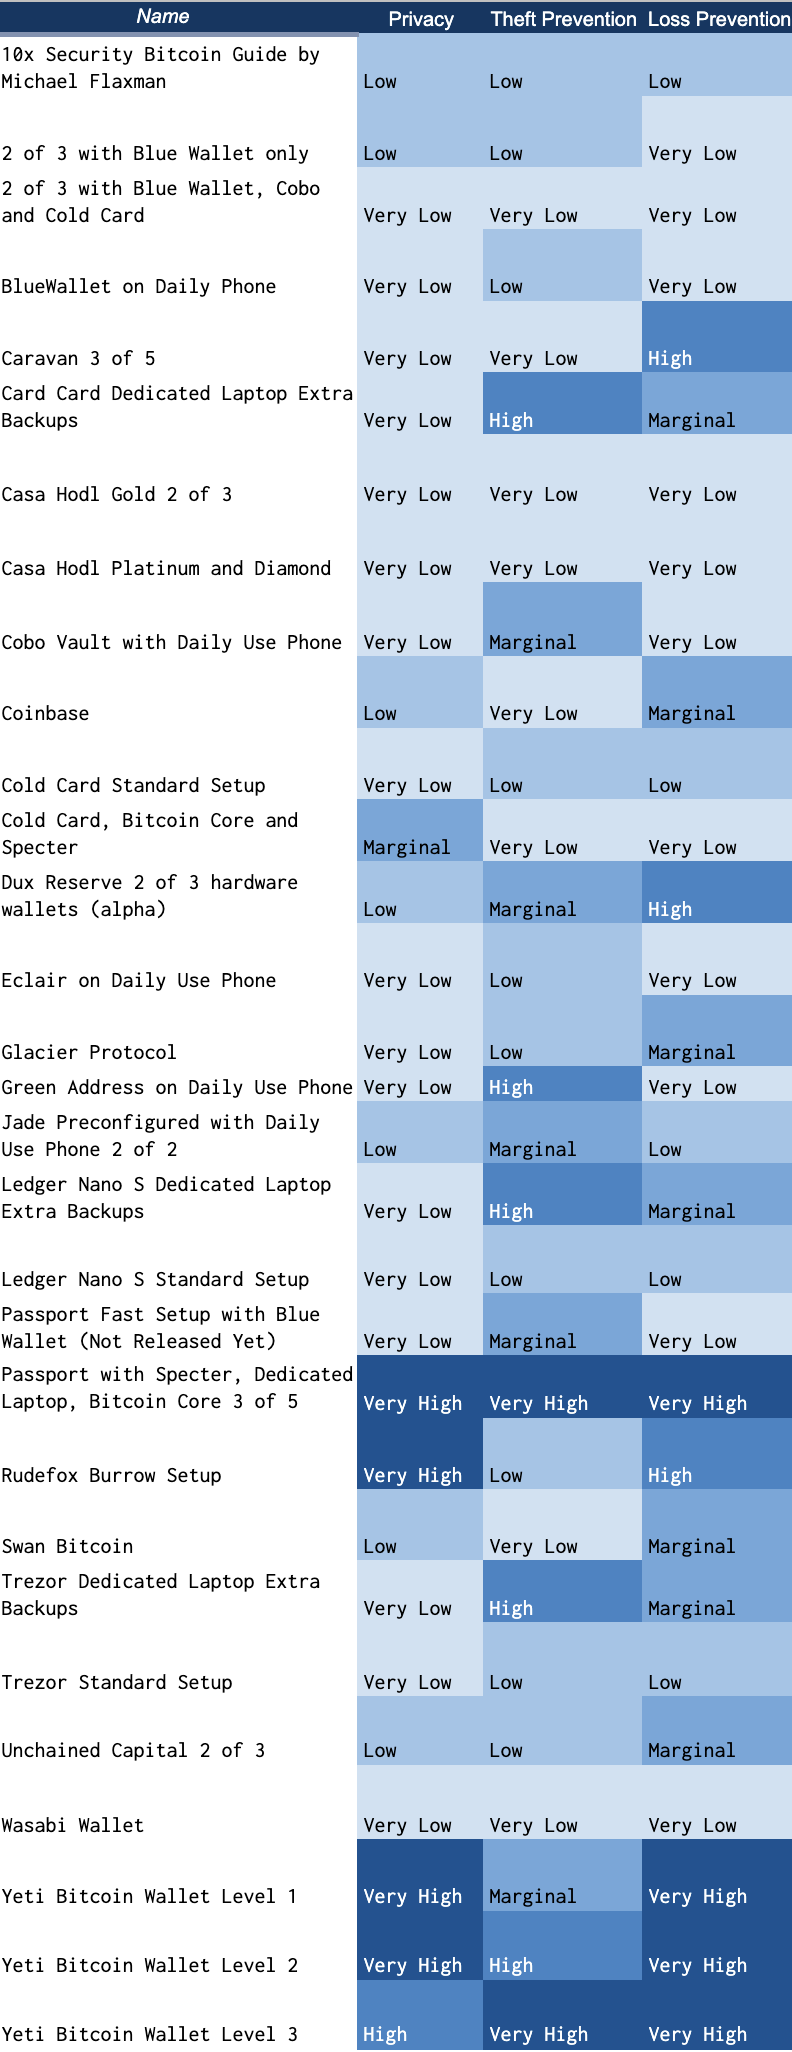 Name Privacy Theft Prevention Loss Prevention
10x Security Bitcoin Guide by
Michael Flaxman Low Low Low
2 of 3 with Blue Wallet only Low Low Very Low
2 of 3 with Blue Wallet, Cobo
and Cold Card Very Low Very Low Very Low
BlueWallet on Daily Phone Very Low Low Very Low
Caravan 3 of 5 Very Low Very Low High
Card Card Dedicated Laptop Extra
Backups Very Low High Marginal
Casa Hodl Gold 2 of 3 Very Low Very Low Very Low
Casa Hodl Platinum and Diamond Very Low Very Low Very Low
Cobo Vault with Daily Use Phone Very Low Marginal Very Low
Coinbase Low Very Low Marginal
Cold Card Standard Setup Very Low Low Low
Cold Card, Bitcoin Core and
Specter Marginal Very Low Very Low
Dux Reserve 2 of 3 hardware
wallets (alpha) Low Marginal High
Eclair on Daily Use Phone Very Low Low Very Low
Glacier Protocol Very Low Low Marginal
Green Address on Daily Use Phone Very Low High Very Low
Jade Preconfigured with Daily
Use Phone 2 of 2 Low Marginal Low
Ledger Nano S Dedicated Laptop
Extra Backups Very Low High Marginal
Ledger Nano S Standard Setup Very Low Low Low
Passport Fast Setup with Blue
Wallet (Not Released Yet) Very Low Marginal Very Low
Passport with Specter, Dedicated
Laptop, Bitcoin Core 3 of 5 Very High Very High Very High
Rudefox Burrow Setup Very High Low High
Swan Bitcoin Low Very Low Marginal
Trezor Dedicated Laptop Extra
Backups Very Low High Marginal
Trezor Standard Setup Very Low Low Low
Unchained Capital 2 of 3 Low Low Marginal
Wasabi Wallet Very Low Very Low Very Low
Yeti Bitcoin Wallet Level 1 Very High Marginal Very High
Yeti Bitcoin Wallet Level 2 Very High High Very High
Yeti Bitcoin Wallet Level 3 High Very High Very High